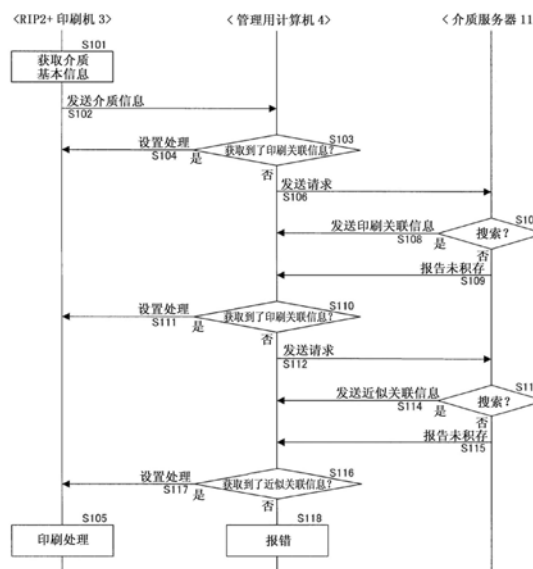 <RIP2+ 印刷机 3>
<管理用计算机 4>
<介质服务器 11
S101
获取介质
基本信息
发送介质信息
S102
S103
获取到了印刷关联信息?
设置处理
S104
是
否
发送请求
S106
S10
搜索?
发送印刷关联信息
S108
是
否
报告未积存
S109
S110
获取到了印刷关联信息?
设置处理
S111
是
否
发送请求
S112
S11
搜索?
发送近似关联信息
S114
是
否
报告未积存
S115
S116
获取到了近似关联信息?
设置处理
S117
是
否
S105
印刷处理
S118
报错